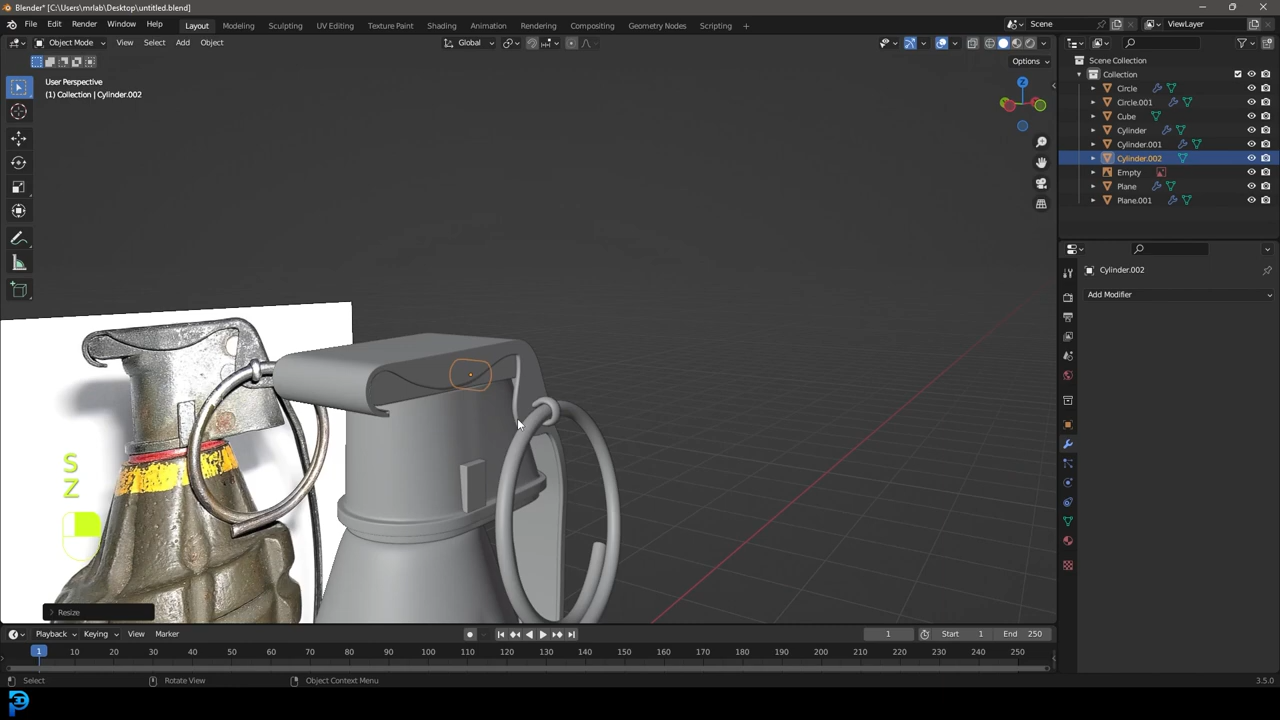 Blender* [C:\Users\mrlab\Desktop\untitled.blend]
File Edit Render Window Help
Layout Modeling Sculpting UV Editing Texture Paint Shading Animation Rendering Compositing Geometry Nodes Scripting +
Scene
ViewLayer
Object Mode View Select Add Object
Global
Options
User Perspective
(1) Collection | Cylinder.002
Z
Scene Collection
Collection
Circle
Circle.001
Cube
Cylinder
Cylinder.001
Cylinder.002
Empty
Plane
Plane.001
Cylinder.002
Add Modifier
S
Z
Resize
Playback Keying View Marker
1 Start 1 End 250
1 10 20 30 40 50 60 70 80 90 100 110 120 130 140 150 160 170 180 190 200 210 220 230 240 250
Select Rotate View Object Context Menu 3.5.0